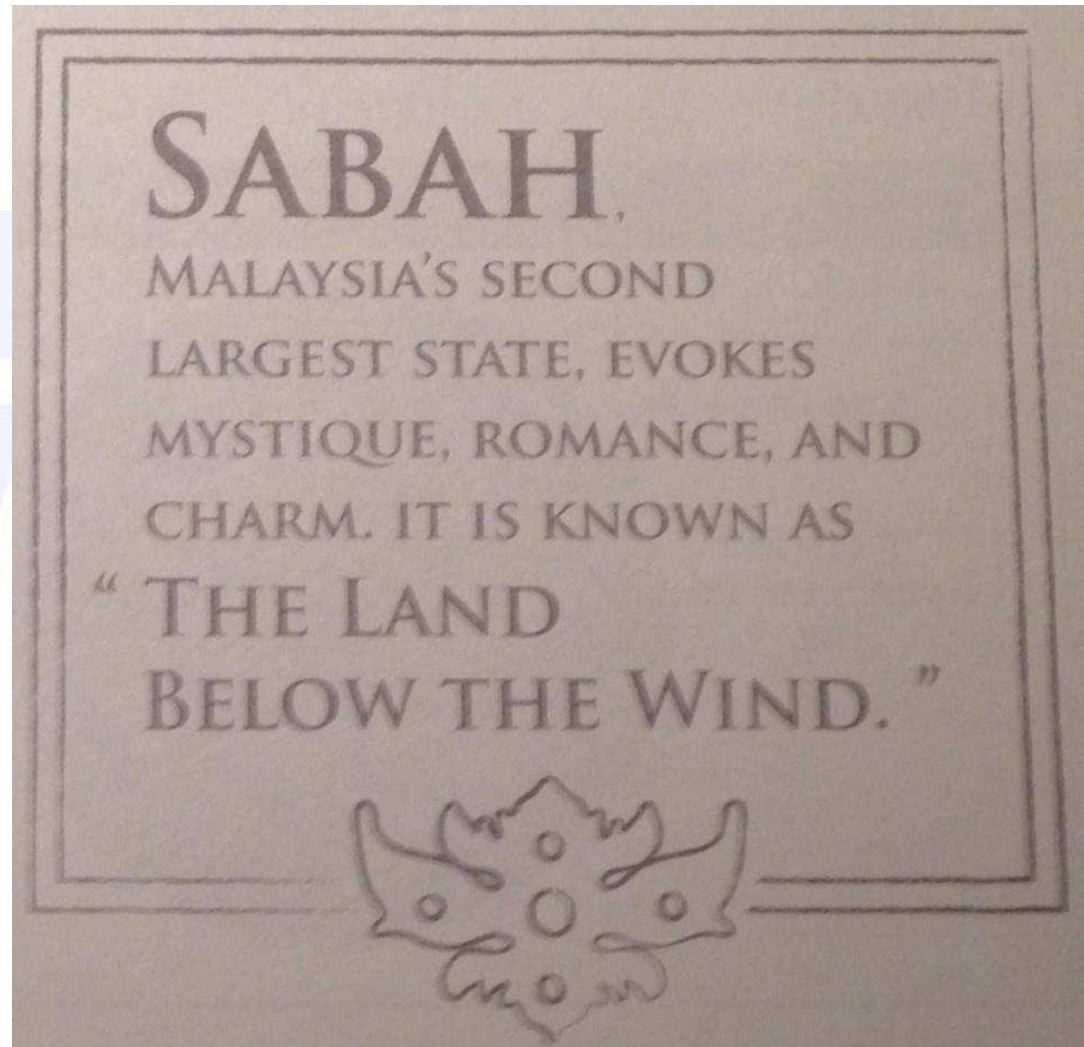 SABAH,
MALAYSIA'S SECOND
LARGEST STATE, EVOKES
MYSTIQUE, ROMANCE, AND
CHARM. IT IS KNOWN AS
“ THE LAND
BELOW THE WIND. ”